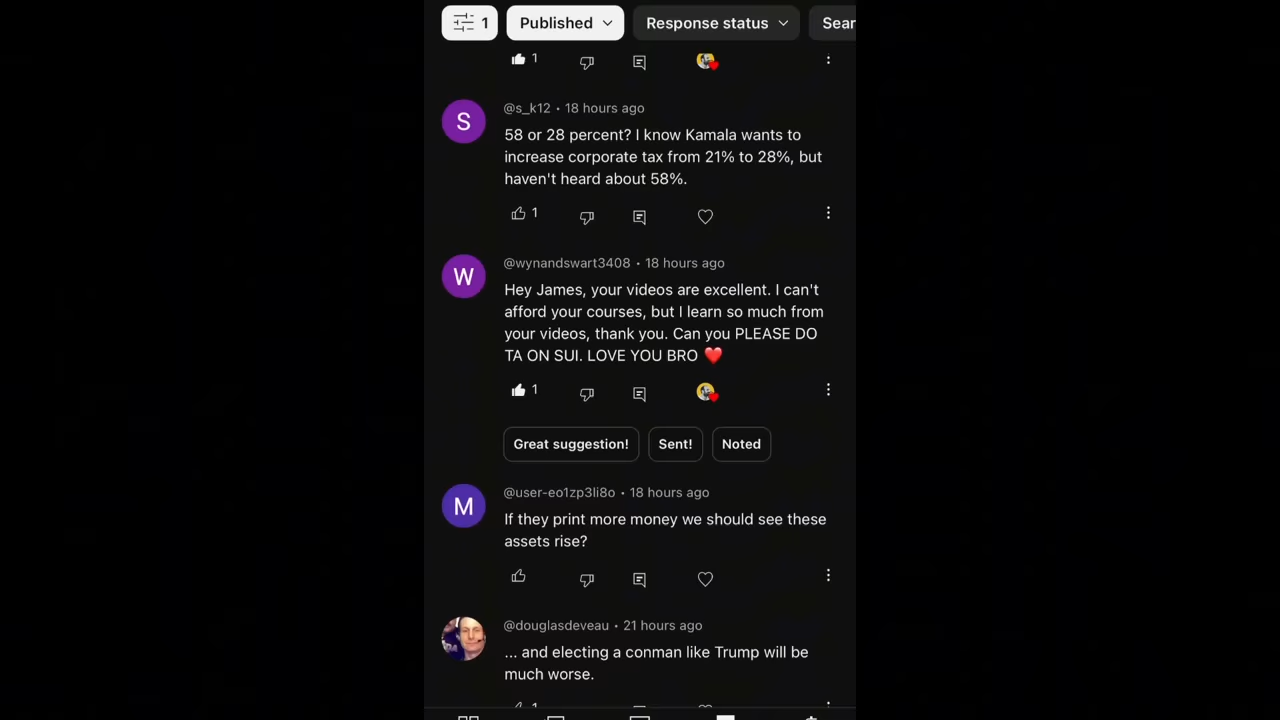 1
Published
Response status
Sear
1
S
@s_k12 • 18 hours ago
58 or 28 percent? I know Kamala wants to
increase corporate tax from 21% to 28%, but
haven't heard about 58%.
1
W
@wynandswart3408 • 18 hours ago
Hey James, your videos are excellent. I can't
afford your courses, but I learn so much from
your videos, thank you. Can you PLEASE DO
TA ON SUI. LOVE YOU BRO ❤️
1
Great suggestion!
Sent!
Noted
M
@user-eo1zp3li8o • 18 hours ago
If they print more money we should see these
assets rise?
@douglasdeveau • 21 hours ago
... and electing a conman like Trump will be
much worse.
1